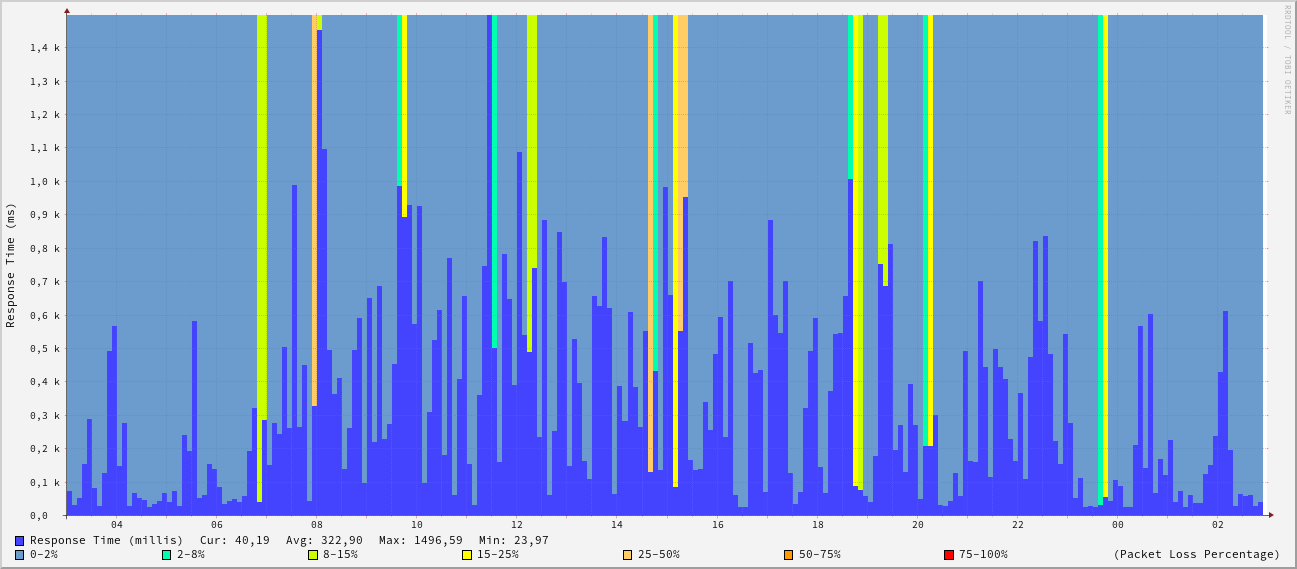 RRDTOOL / TOBI OETIKER
Response Time (ms)
1,4 k
1,3 k
1,2 k
1,1 k
1,0 k
0,9 k
0,8 k
0,7 k
0,6 k
0,5 k
0,4 k
0,3 k
0,2 k
0,1 k
0,0
04 06 08 10 12 14 16 18 20 22 00 02
Response Time (millis) Cur: 40,19 Avg: 322,90 Max: 1496,59 Min: 23,97
0-2% 2-8% 8-15% 15-25% 25-50% 50-75% 75-100% (Packet Loss Percentage)